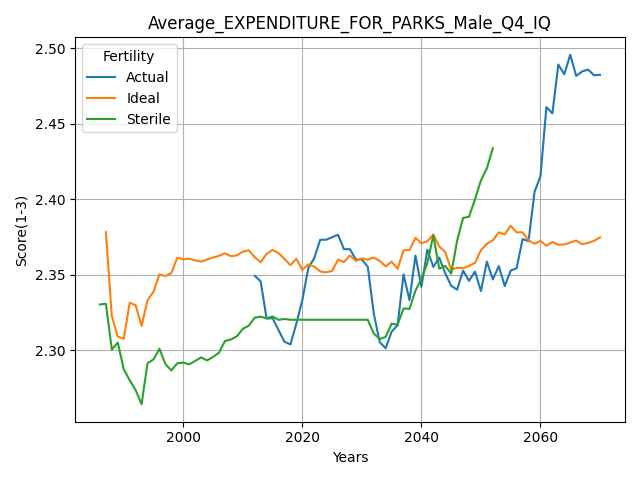 Average_EXPENDITURE_FOR_PARKS_Male_Q4_IQ
Fertility
Actual
Ideal
Sterile
Score(1-3)
2.50
2.45
2.40
2.35
2.30
2000 2020 2040 2060
Years